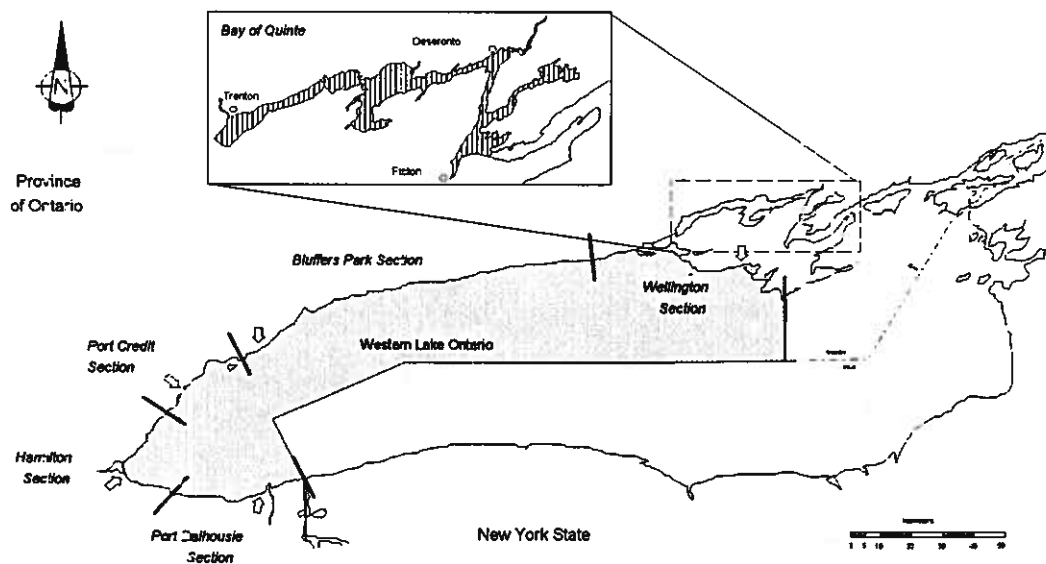 Bay of Quinte
Deseronto
Trenton
Picton
N
Province
of Ontario
Bluffers Park Section
Wellington
Section
Western Lake Ontario
Port Credit
Section
Hamilton
Section
Port Dalhousie
Section
New York State